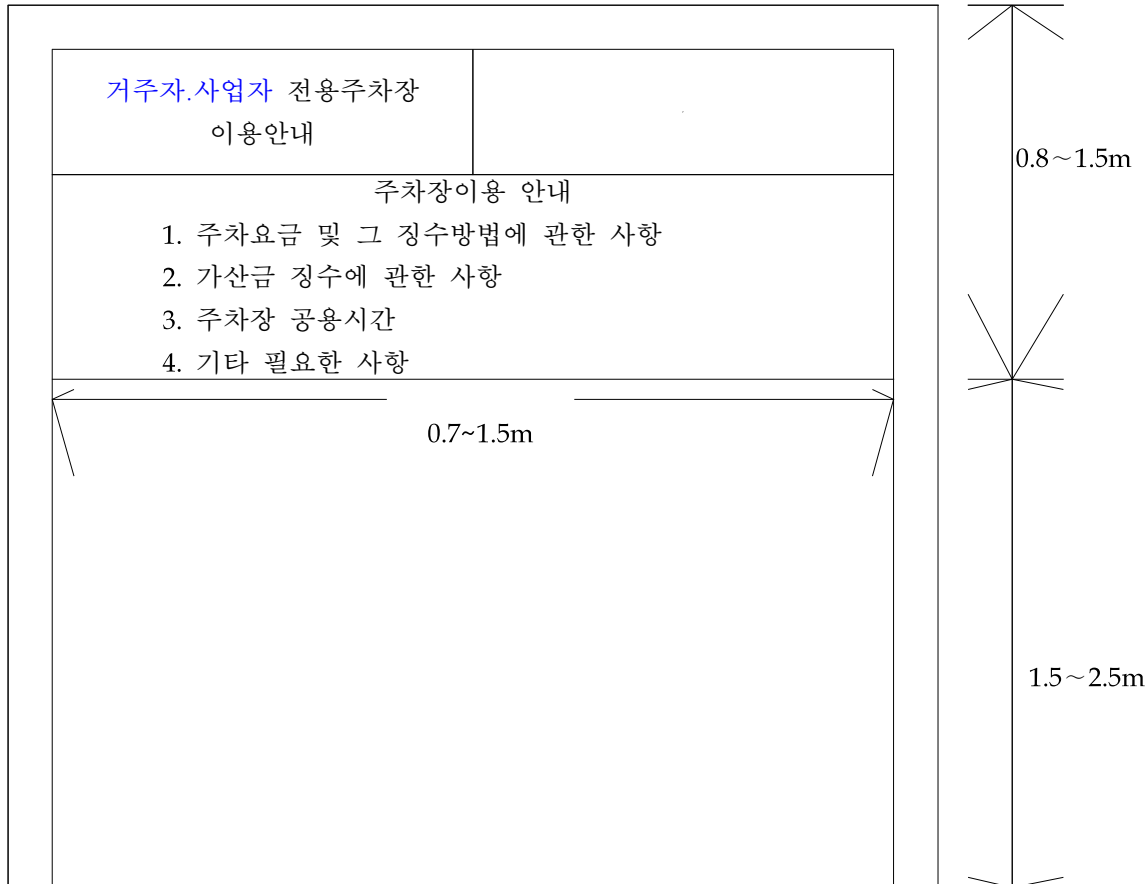 거주자.사업자 전용주차장
이용안내
주차장이용 안내
1. 주차요금 및 그 징수방법에 관한 사항
2. 가산금 징수에 관한 사항
3. 주차장 공용시간
4. 기타 필요한 사항
0.7~1.5m
0.8～1.5m
1.5～2.5m